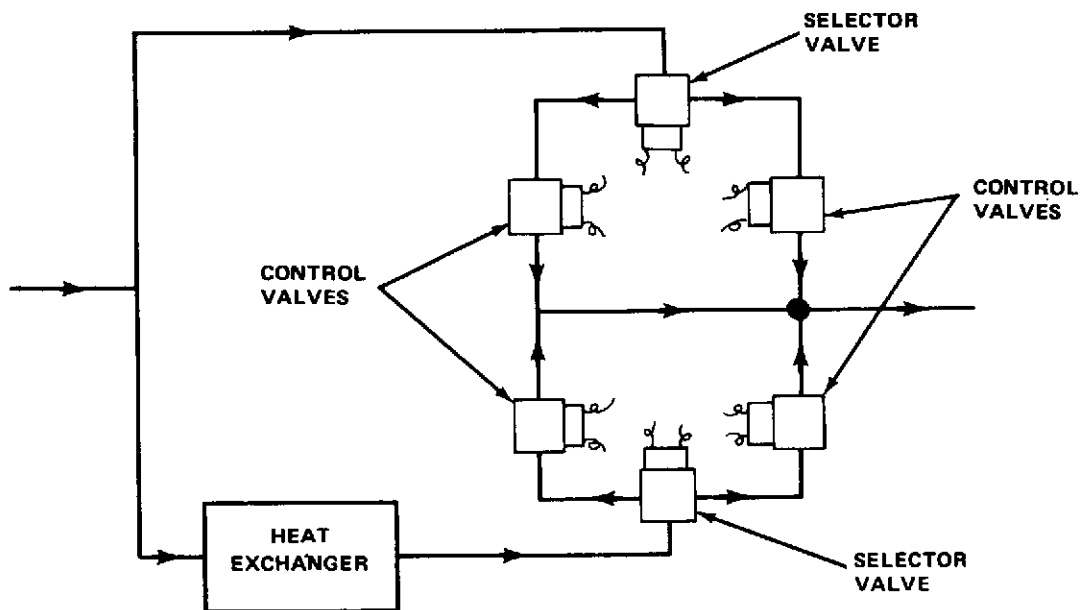 SELECTOR
VALVE
CONTROL
VALVES
CONTROL
VALVES
HEAT
EXCHANGER
SELECTOR
VALVE